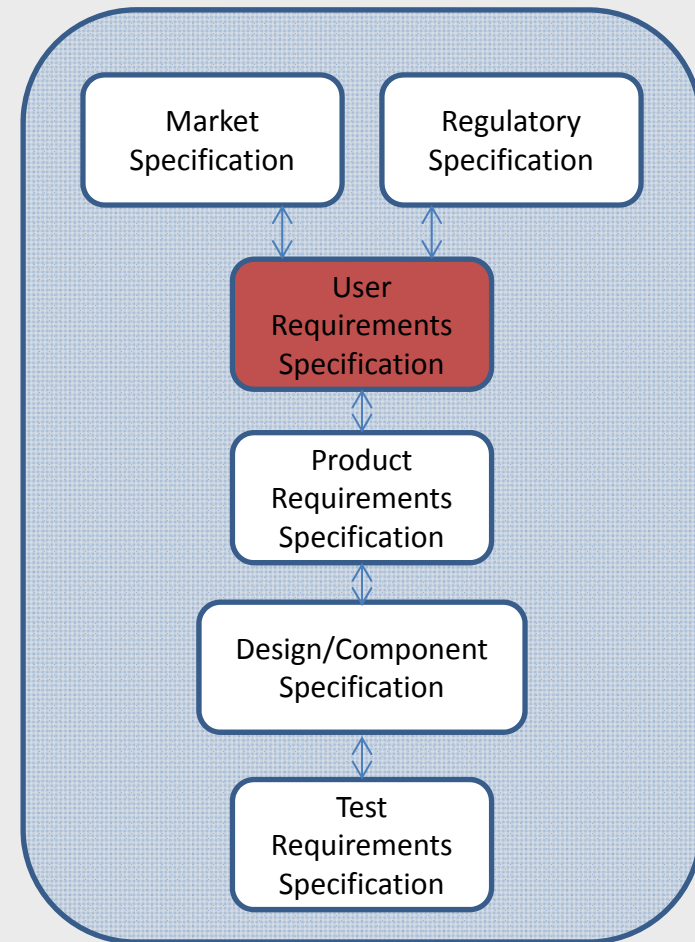 Market
Specification
Regulatory
Specification
User
Requirements
Specification
Product
Requirements
Specification
Design/Component
Specification
Test
Requirements
Specification